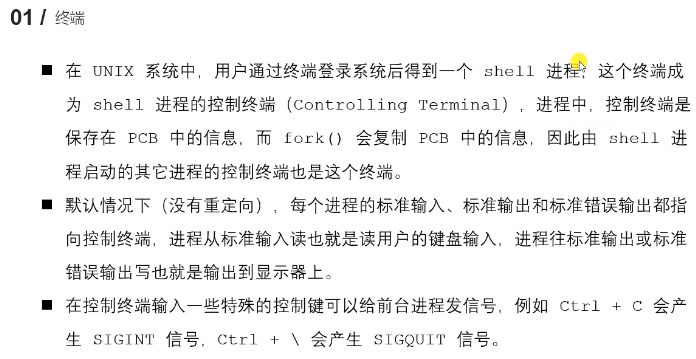 01 / 终端
■ 在 UNIX 系统中，用户通过终端登录系统后得到一个 shell 进程，这个终端成
为 shell 进程的控制终端（Controlling Terminal），进程中，控制终端是
保存在 PCB 中的信息，而 fork() 会复制 PCB 中的信息，因此由 shell 进
程启动的其它进程的控制终端也是这个终端。
■ 默认情况下（没有重定向），每个进程的标准输入、标准输出和标准错误输出都指
向控制终端，进程从标准输入读也就是读用户的键盘输入，进程往标准输出或标准
错误输出写也就是输出到显示器上。
■ 在控制终端输入一些特殊的控制键可以给前台进程发信号，例如 Ctrl + C 会产
生 SIGINT 信号，Ctrl + \ 会产生 SIGQUIT 信号。